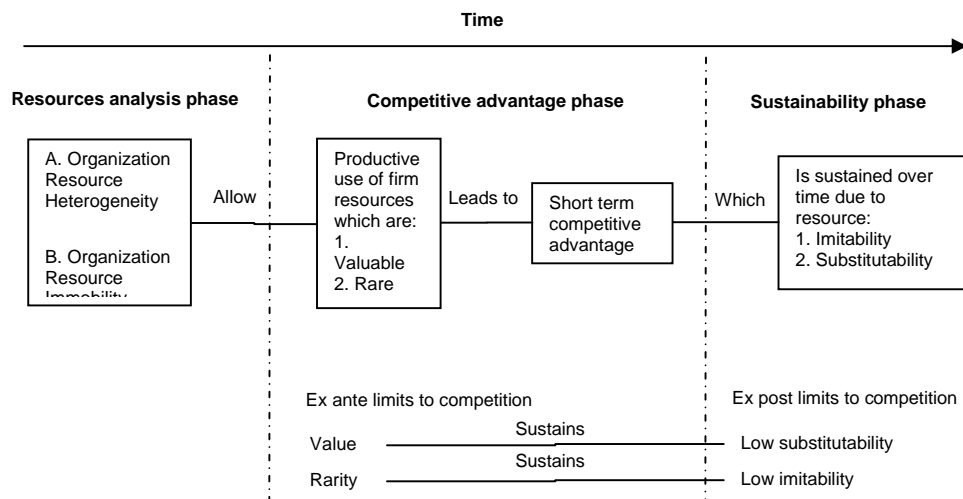 Time
Resources analysis phase
Competitive advantage phase
Sustainability phase
A. Organization
Resource
Heterogeneity
B. Organization
Resource
Immobility
Allow
Productive
use of firm
resources
which are:
1.
Valuable
2. Rare
Leads to
Short term
competitive
advantage
Which
Is sustained over
time due to
resource:
1. Imitability
2. Substitutability
Ex ante limits to competition
Ex post limits to competition
Value
Sustains
Low substitutability
Rarity
Sustains
Low imitability